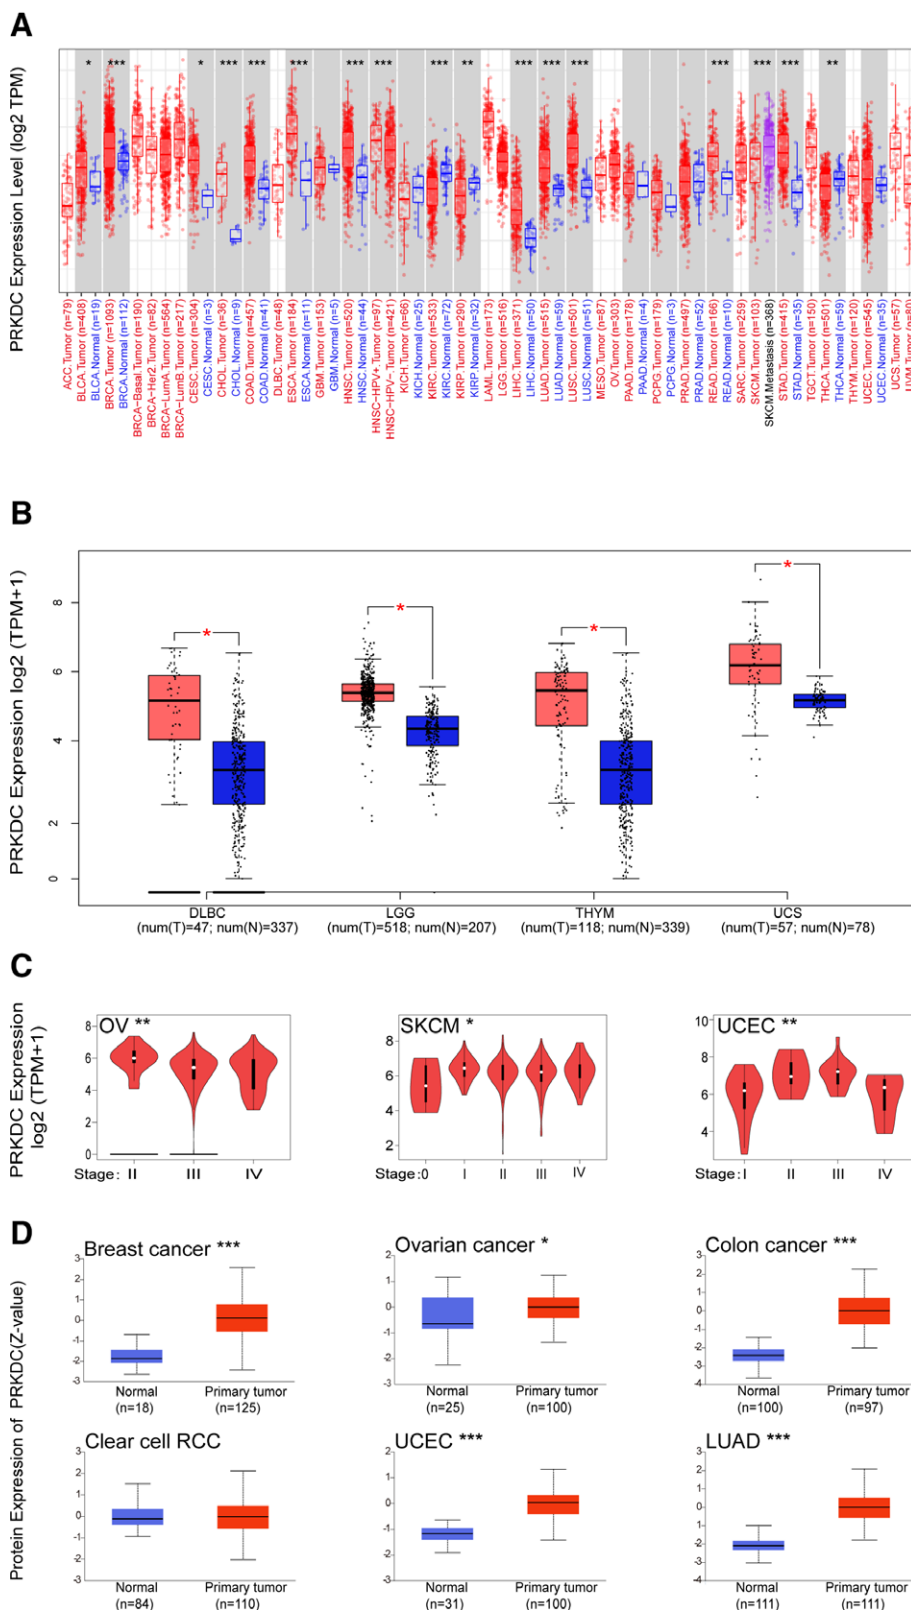 A
PRKDC Expression Level (log2 TPM)
* *** * *** *** *** *** *** *** ** *** *** *** *** *** *** **
ACC.Tumor (n=79)
BLCA.Tumor (n=408)
BLCA.Normal (n=19)
BRCA.Tumor (n=1093)
BRCA.Normal (n=112)
BRCA-Basal.Tumor (n=190)
BRCA-Her2.Tumor (n=82)
BRCA-LumA.Tumor (n=564)
BRCA-LumB.Tumor (n=217)
CESC.Tumor (n=304)
CESC.Normal (n=3)
CHOL.Tumor (n=36)
CHOL.Normal (n=9)
COAD.Tumor (n=457)
COAD.Normal (n=41)
DLBC.Tumor (n=48)
ESCA.Tumor (n=184)
ESCA.Normal (n=11)
GBM.Tumor (n=153)
GBM.Normal (n=5)
HNSC.Tumor (n=520)
HNSC.Normal (n=44)
HNSC-HPV+.Tumor (n=97)
HNSC-HPV-.Tumor (n=421)
KICH.Tumor (n=66)
KICH.Normal (n=25)
KIRC.Tumor (n=533)
KIRC.Normal (n=72)
KIRP.Tumor (n=290)
KIRP.Normal (n=32)
LAML.Tumor (n=173)
LGG.Tumor (n=516)
LIHC.Tumor (n=371)
LIHC.Normal (n=50)
LUAD.Tumor (n=515)
LUAD.Normal (n=59)
LUSC.Tumor (n=501)
LUSC.Normal (n=51)
MESO.Tumor (n=87)
OV.Tumor (n=303)
PAAD.Tumor (n=178)
PAAD.Normal (n=4)
PCPG.Tumor (n=179)
PCPG.Normal (n=3)
PRAD.Tumor (n=497)
PRAD.Normal (n=52)
READ.Tumor (n=166)
READ.Normal (n=10)
SARC.Tumor (n=259)
SKCM.Tumor (n=103)
SKCM.Metastasis (n=368)
STAD.Tumor (n=415)
STAD.Normal (n=35)
TGCT.Tumor (n=150)
THCA.Tumor (n=501)
THCA.Normal (n=59)
THYM.Tumor (n=120)
UCEC.Tumor (n=545)
UCEC.Normal (n=35)
UCS.Tumor (n=57)
UVM.Tumor (n=80)
B
PRKDC Expression log2 (TPM+1)
8
6
4
2
0
* * * *
DLBC LGG THYM UCS
(num(T)=47; num(N)=337) (num(T)=518; num(N)=207) (num(T)=118; num(N)=339) (num(T)=57; num(N)=78)
C
PRKDC Expression
log2 (TPM+1)
OV **
8
6
4
2
0
Stage: II III IV
SKCM *
8
6
4
2
Stage:0 I II III IV
UCEC **
10
8
6
4
Stage: I II III IV
D
Protein Expression of PRKDC(Z-value)
Breast cancer ***
3
2
1
0
-1
-2
-3
Normal Primary tumor
(n=18) (n=125)
Ovarian cancer *
2
1
0
-1
-2
-3
Normal Primary tumor
(n=25) (n=100)
Colon cancer ***
3
2
1
0
-1
-2
-3
-4
Normal Primary tumor
(n=100) (n=97)
Clear cell RCC
3
2
1
0
-1
-2
-3
Normal Primary tumor
(n=84) (n=110)
UCEC ***
2
1
0
-1
-2
-3
Normal Primary tumor
(n=31) (n=100)
LUAD ***
3
2
1
0
-1
-2
-3
-4
Normal Primary tumor
(n=111) (n=111)